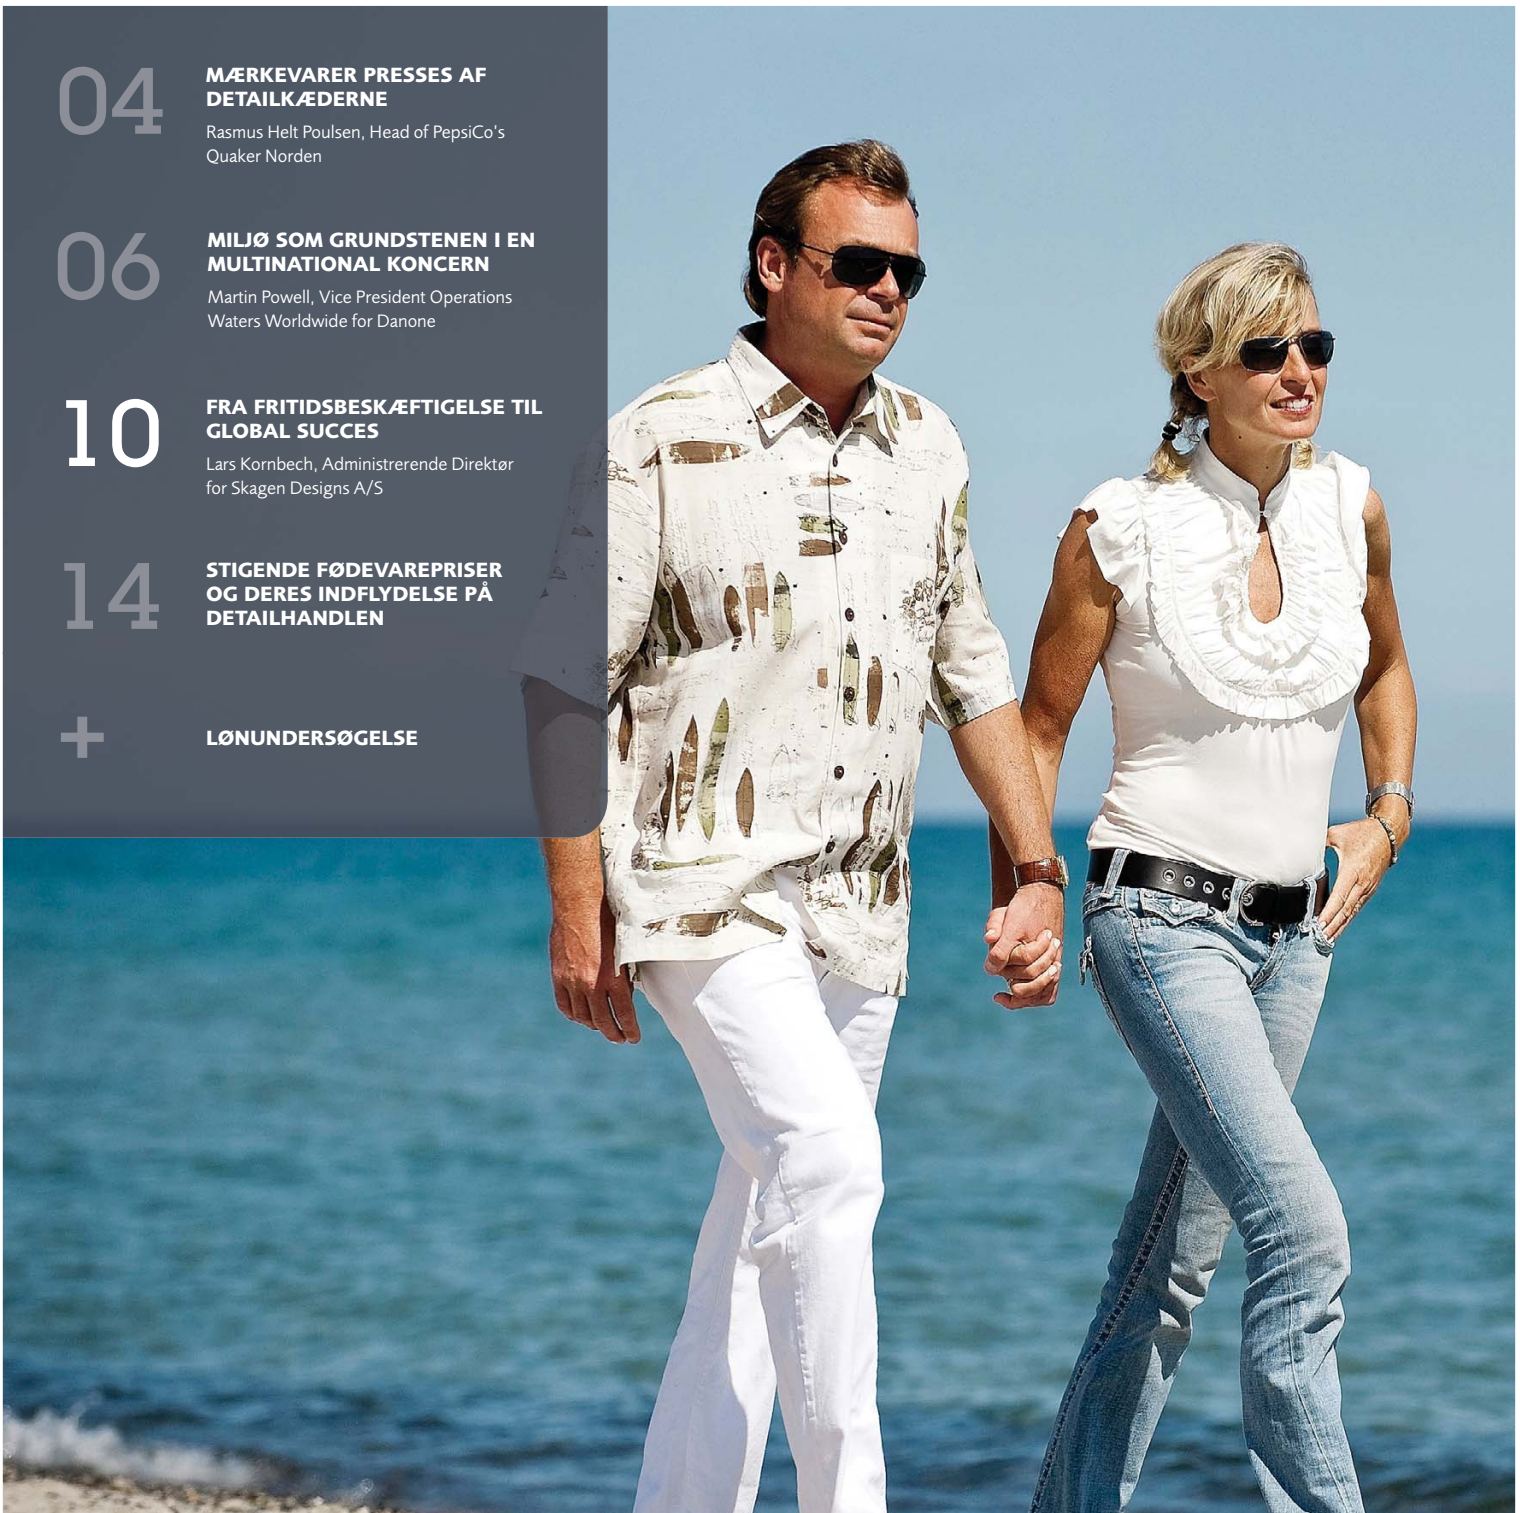 04
MÆRKEVARER PRESSES AF
DETAILKÆDERNE
Rasmus Helt Poulsen, Head of PepsiCo's
Quaker Norden
06
MILJØ SOM GRUNDSTENEN I EN
MULTINATIONAL KONCERN
Martin Powell, Vice President Operations
Waters Worldwide for Danone
10
FRA FRITIDSBESKÆFTIGELSE TIL
GLOBAL SUCCES
Lars Kornbech, Administrerende Direktør
for Skagen Designs A/S
14
STIGENDE FØDEVAREPRISER
OG DERES INDFLYDELSE PÅ
DETAILHANDLEN
+
LØNUNDERSØGELSE